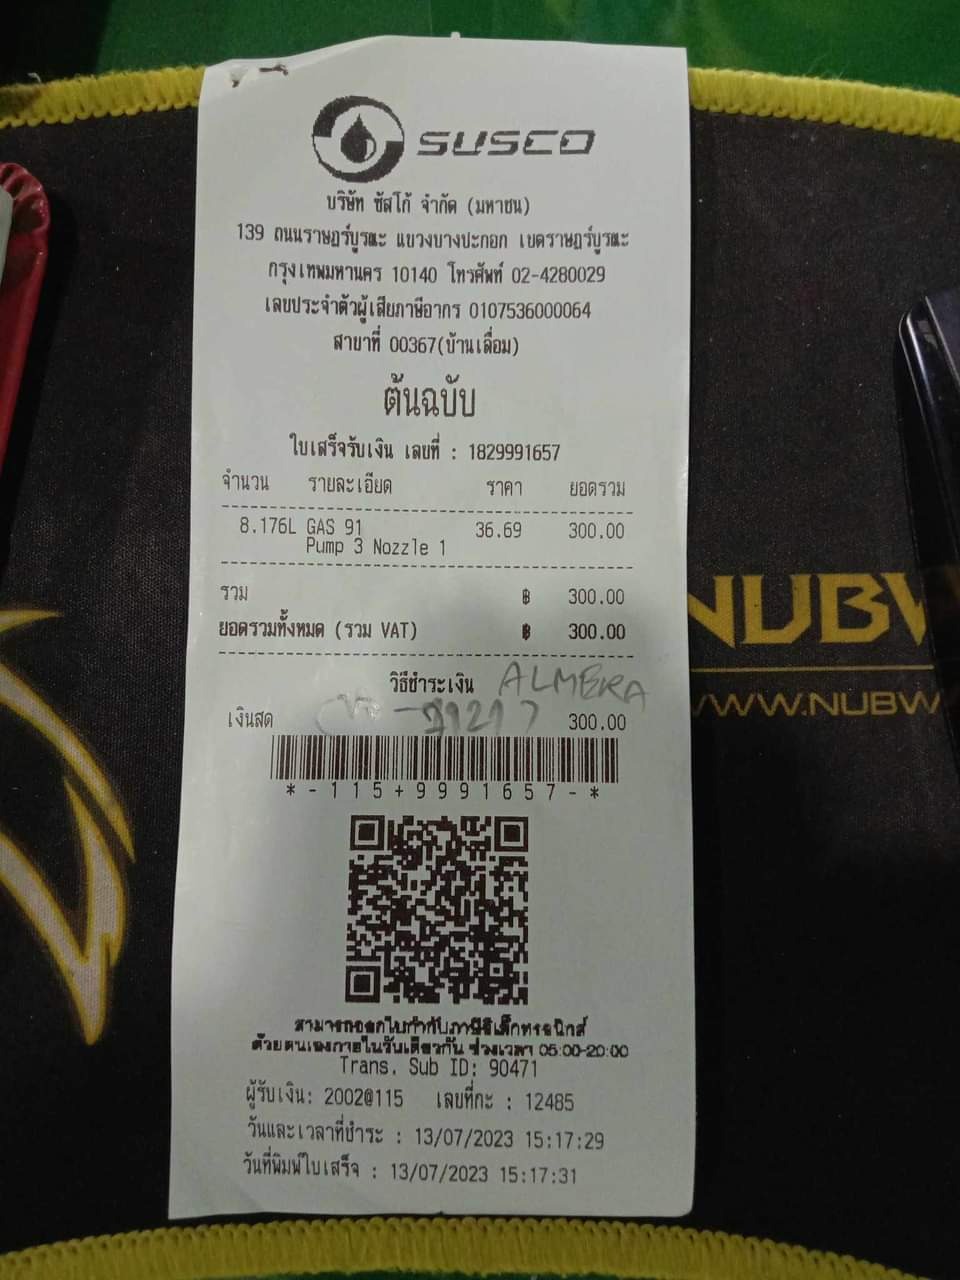 SUSCO
บริษัท ซัสโก้ จำกัด (มหาชน)
139 ถนนราษฎร์บูรณะ แขวงบางปะกอก เขตราษฎร์บูรณะ
กรุงเทพมหานคร 10140 โทรศัพท์ 02-4280029
เลขประจำตัวผู้เสียภาษีอากร 0107536000064
สาขาที่ 00367(บ้านเลื่อม)
ต้นฉบับ
ใบเสร็จรับเงิน เลขที่ : 1829991657
จำนวน รายละเอียด ราคา ยอดรวม
8.176L GAS 91 36.69 300.00
Pump 3 Nozzle 1
รวม ฿ 300.00
ยอดรวมทั้งหมด (รวม VAT) ฿ 300.00
วิธีชำระเงิน ALMERA
เงินสด 300.00
*-115+9991657-*
สามารถออกใบกำกับภาษีอิเล็กทรอนิกส์
ด้วยตนเองภายในวันเดียวกัน ช่วงเวลา 05:00-20:00
Trans. Sub ID: 90471
ผู้รับเงิน: 2002@115 เลขที่กะ : 12485
วันและเวลาที่ชำระ : 13/07/2023 15:17:29
วันที่พิมพ์ใบเสร็จ : 13/07/2023 15:17:31
NUBW
WWW.NUBW